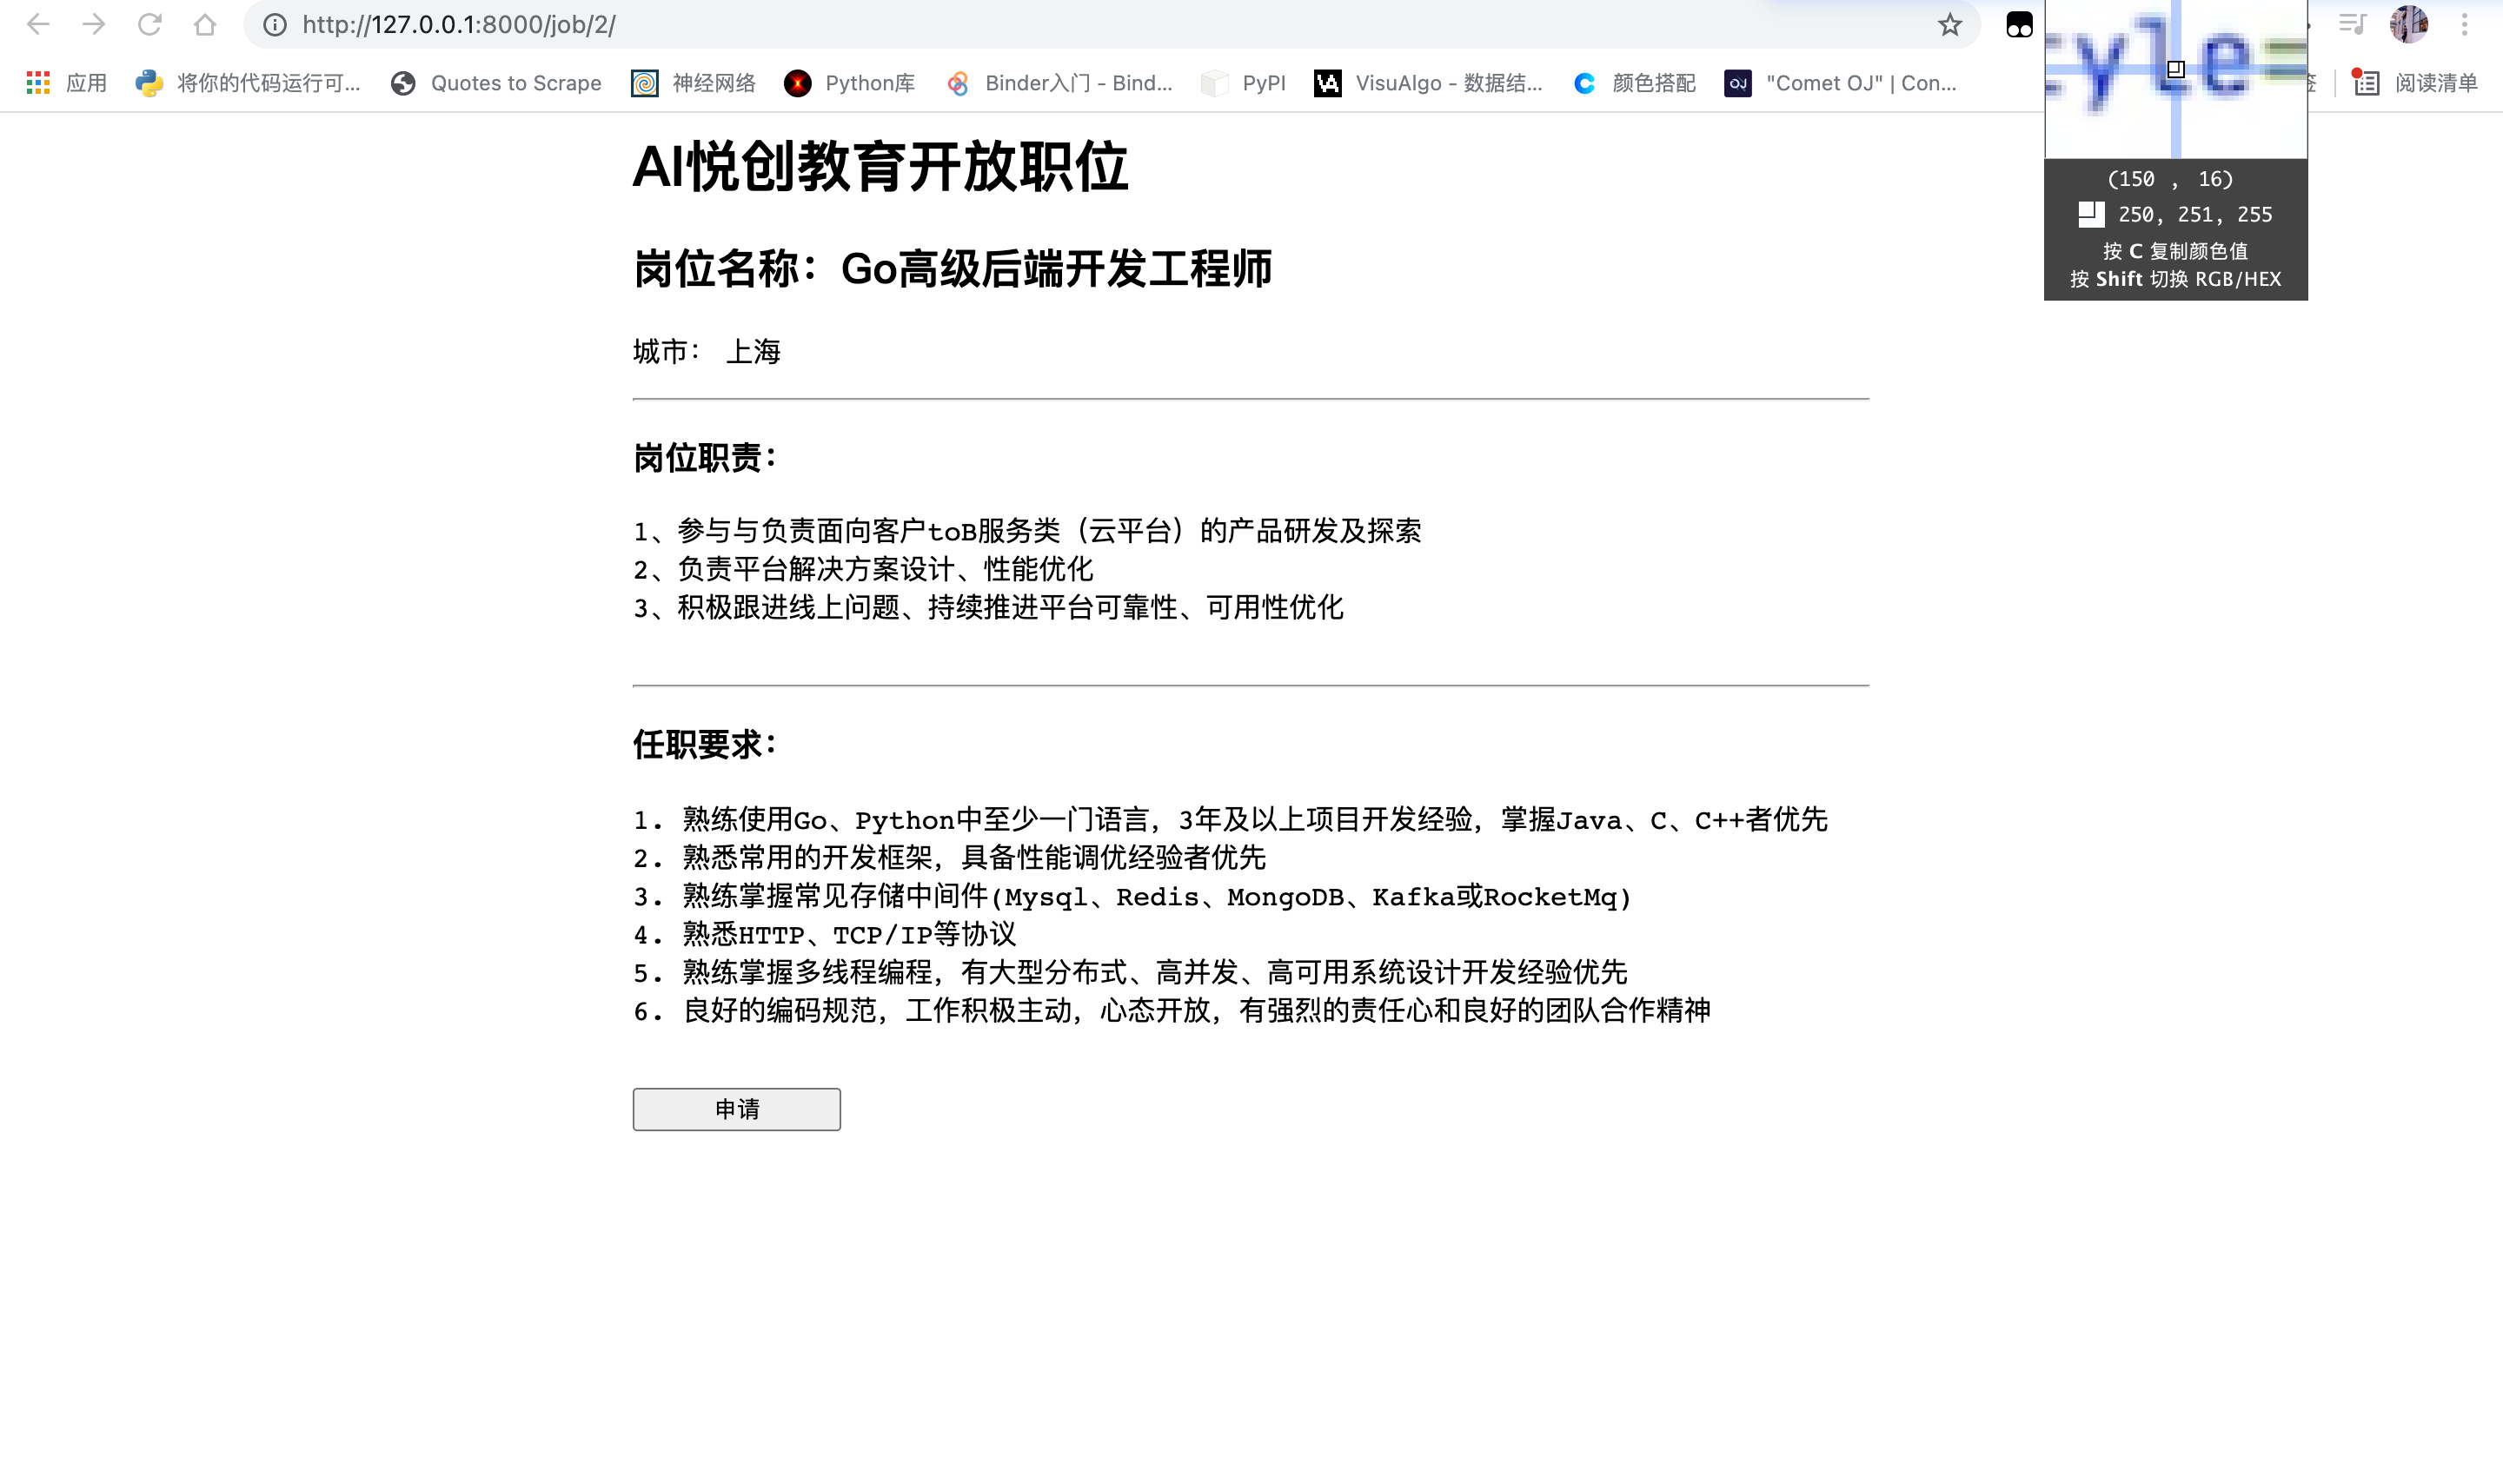 http://127.0.0.1:8000/job/2/
应用 将你的代码运行可... Quotes to Scrape 神经网络 Python库 Binder入门 - Bind... PyPI VisuAlgo - 数据结... 颜色搭配 "Comet OJ" | Con... 阅读清单
yle=
(150 , 16)
250, 251, 255
按 C 复制颜色值
按 Shift 切换 RGB/HEX
AI悦创教育开放职位
岗位名称：Go高级后端开发工程师
城市： 上海
岗位职责：
1、参与与负责面向客户toB服务类（云平台）的产品研发及探索
2、负责平台解决方案设计、性能优化
3、积极跟进线上问题、持续推进平台可靠性、可用性优化
任职要求：
1. 熟练使用Go、Python中至少一门语言，3年及以上项目开发经验，掌握Java、C、C++者优先
2. 熟悉常用的开发框架，具备性能调优经验者优先
3. 熟练掌握常见存储中间件(Mysql、Redis、MongoDB、Kafka或RocketMq)
4. 熟悉HTTP、TCP/IP等协议
5. 熟练掌握多线程编程，有大型分布式、高并发、高可用系统设计开发经验优先
6. 良好的编码规范，工作积极主动，心态开放，有强烈的责任心和良好的团队合作精神
申请